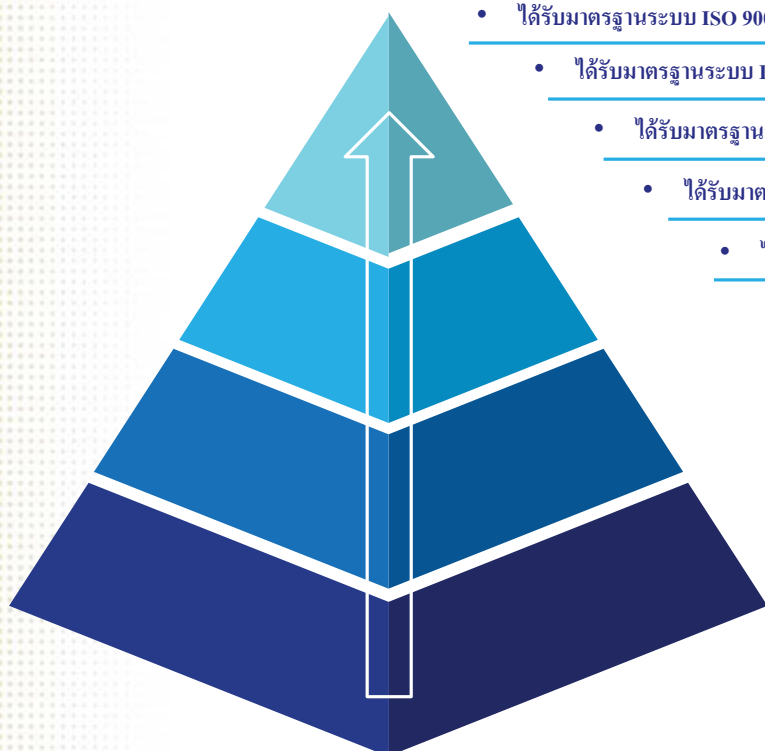 • ได้รับมาตรฐานระบบ ISO 900
• ได้รับมาตรฐานระบบ I
• ได้รับมาตรฐาน
• ได้รับมาต
•